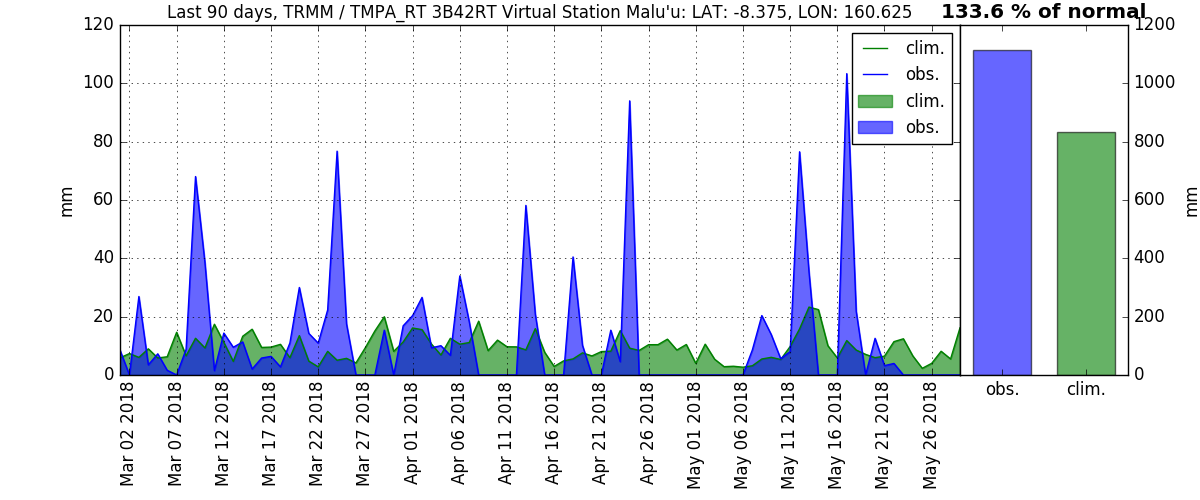 Last 90 days, TRMM / TMPA_RT 3B42RT Virtual Station Malu'u: LAT: -8.375, LON: 160.625
133.6 % of normal
clim.
obs.
clim.
obs.
120
100
80
60
40
20
0
mm
Mar 02 2018
Mar 07 2018
Mar 12 2018
Mar 17 2018
Mar 22 2018
Mar 27 2018
Apr 01 2018
Apr 06 2018
Apr 11 2018
Apr 16 2018
Apr 21 2018
Apr 26 2018
May 01 2018
May 06 2018
May 11 2018
May 16 2018
May 21 2018
May 26 2018
1200
1000
800
600
400
200
0
mm
obs.
clim.